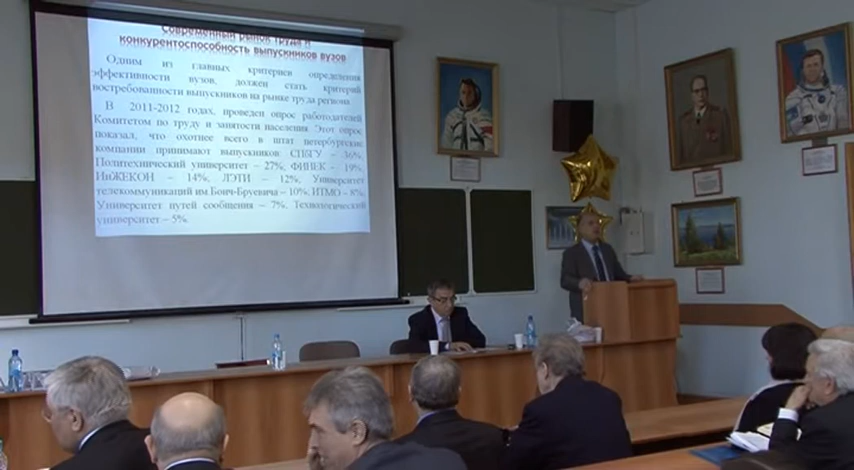 Современный рынок труда и
конкурентоспособность выпускников вузов
Одним из главных критериев определения
эффективности вузов, должен стать критерий
востребованности выпускников на рынке труда региона.
В 2011-2012 годах, проведен опрос работодателей
Комитетом по труду и занятости населения Этот опрос
показал, что охотнее всего в штат петербургские
компании принимают выпускников СПбГУ – 36%,
Политехнический университет – 27%, ФИНЕК – 19%,
ИнЖЕКОН – 14%, ЛЭТИ – 12%, Университет
телекоммуникаций им.Бонч-Бруевича – 10%, ИТМО – 8%,
Университет путей сообщения – 7%, Технологический
университет – 5%.